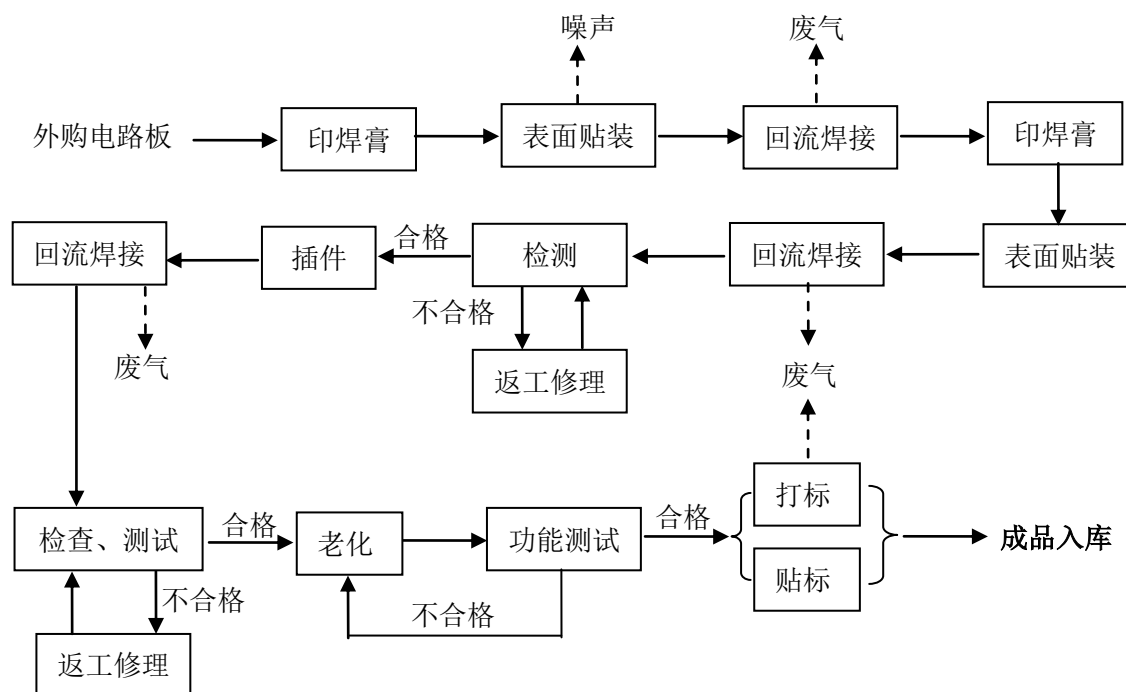 噪声
废气
外购电路板
印焊膏
表面贴装
回流焊接
印焊膏
回流焊接
插件
合格
检测
回流焊接
表面贴装
不合格
废气
返工修理
废气
检查、测试
合格
老化
功能测试
合格
打标
贴标
成品入库
不合格
不合格
返工修理